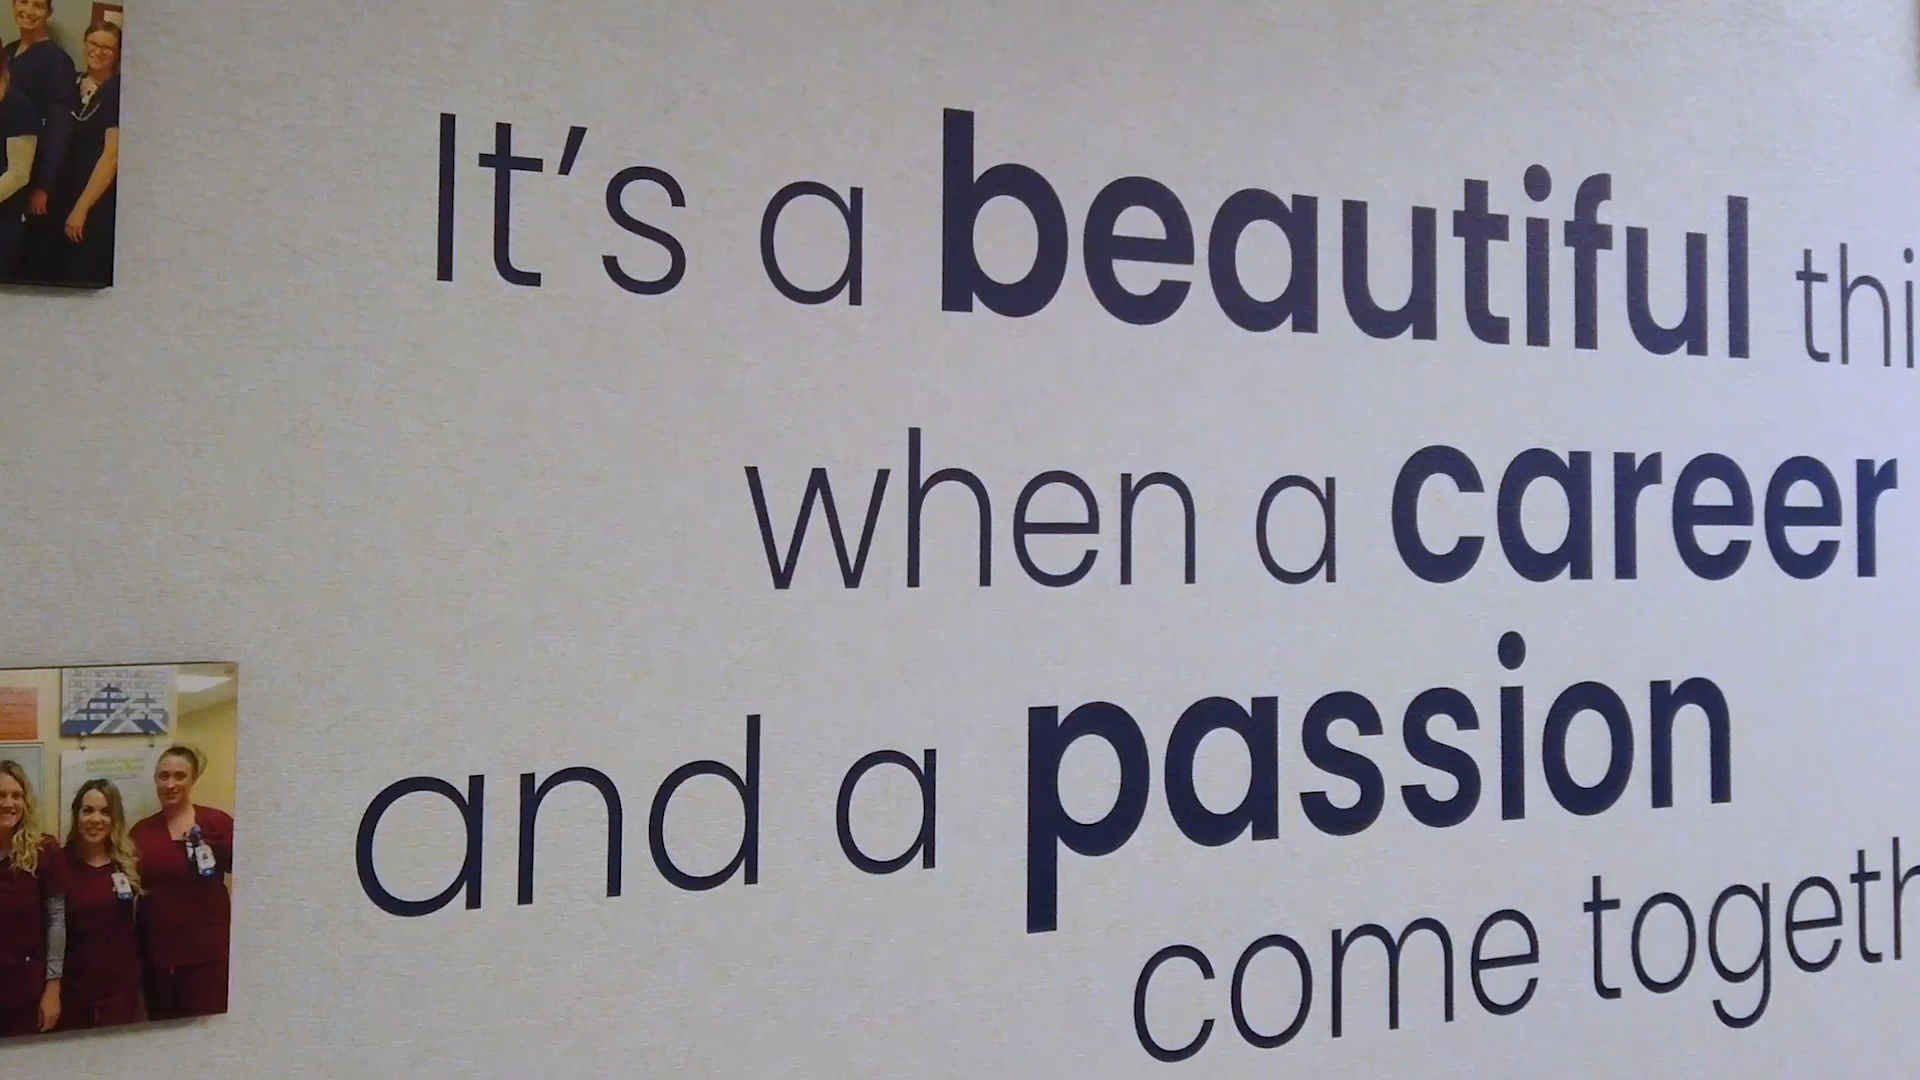 It's a beautiful thi
when a career
and a passion
come togeth